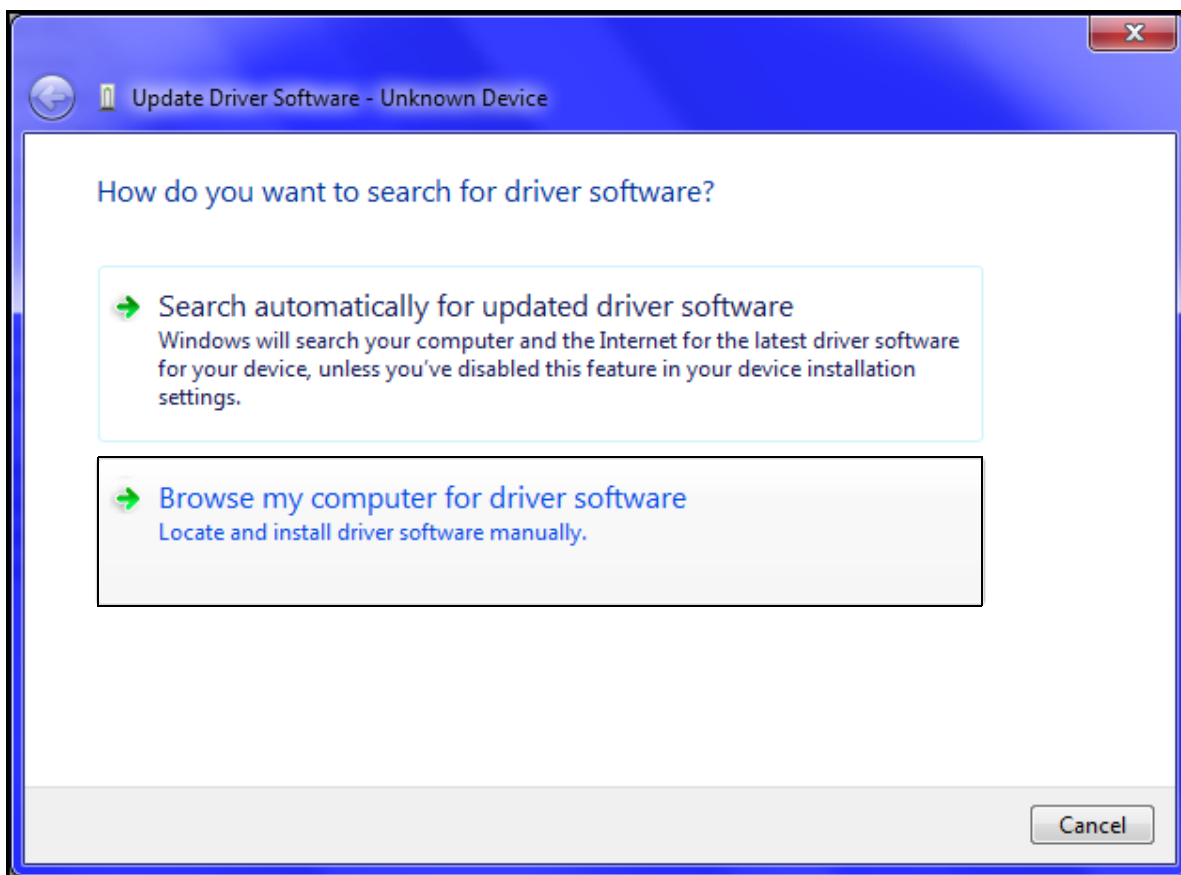 Update Driver Software - Unknown Device
How do you want to search for driver software?
Search automatically for updated driver software
Windows will search your computer and the Internet for the latest driver software
for your device, unless you've disabled this feature in your device installation
settings.
Browse my computer for driver software
Locate and install driver software manually.
Cancel